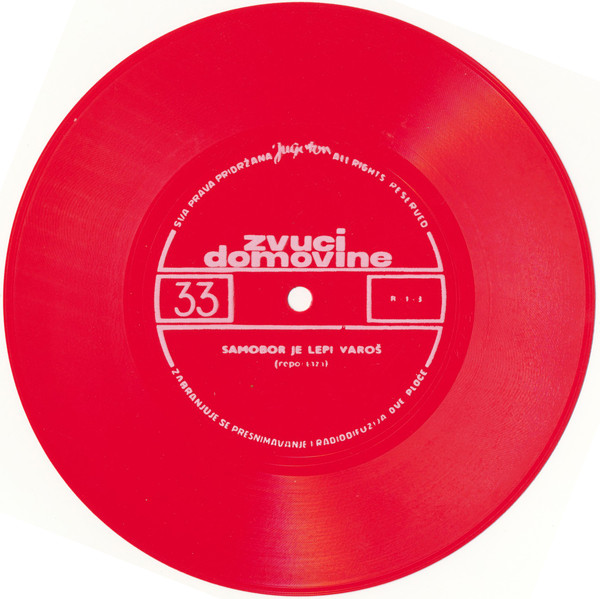 SVA PRAVA PRIDRŽANA jugoton ALL RIGHTS RESERVED
zvuci
domovine
33
SAMOBOR JE LEPI VAROŠ
ZABRANJUJE SE PRESNIMAVANJE I RADIODIFUZIJA OVE PLOČE